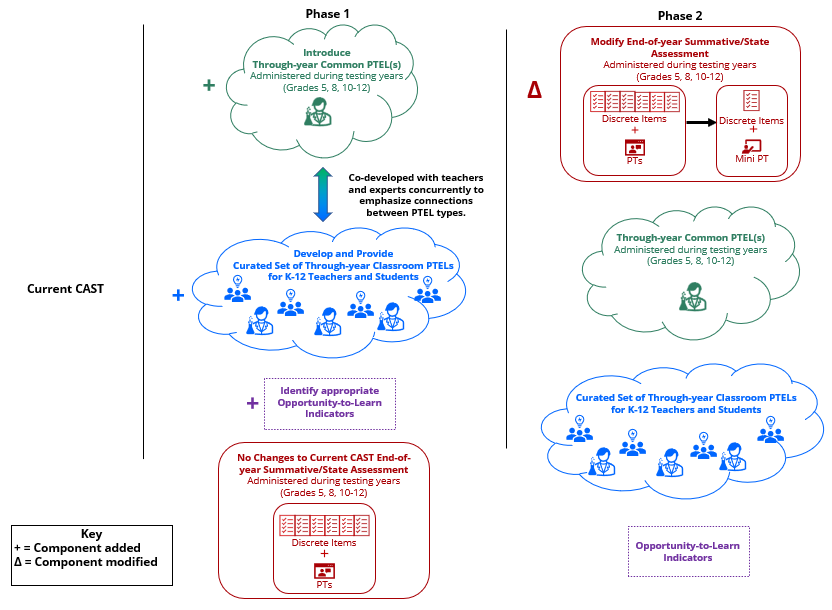 Current CAST
Key
+ = Component added
Δ = Component modified
Phase 1
+
Introduce
Through-year Common PTEL(s)
Administered during testing years
(Grades 5, 8, 10-12)
Co-developed with teachers
and experts concurrently to
emphasize connections
between PTEL types.
+
Develop and Provide
Curated Set of Through-year Classroom PTELs
for K-12 Teachers and Students
+
Identify appropriate
Opportunity-to-Learn
Indicators
No Changes to Current CAST End-of-
year Summative/State Assessment
Administered during testing years
(Grades 5, 8, 10-12)
Discrete Items
+
PTs
Phase 2
Δ
Modify End-of-year Summative/State
Assessment
Administered during testing years
(Grades 5, 8, 10-12)
Discrete Items
+
PTs
Discrete Items
+
Mini PT
Through-year Common PTEL(s)
Administered during testing years
(Grades 5, 8, 10-12)
Curated Set of Through-year Classroom PTELs
for K-12 Teachers and Students
Opportunity-to-Learn
Indicators